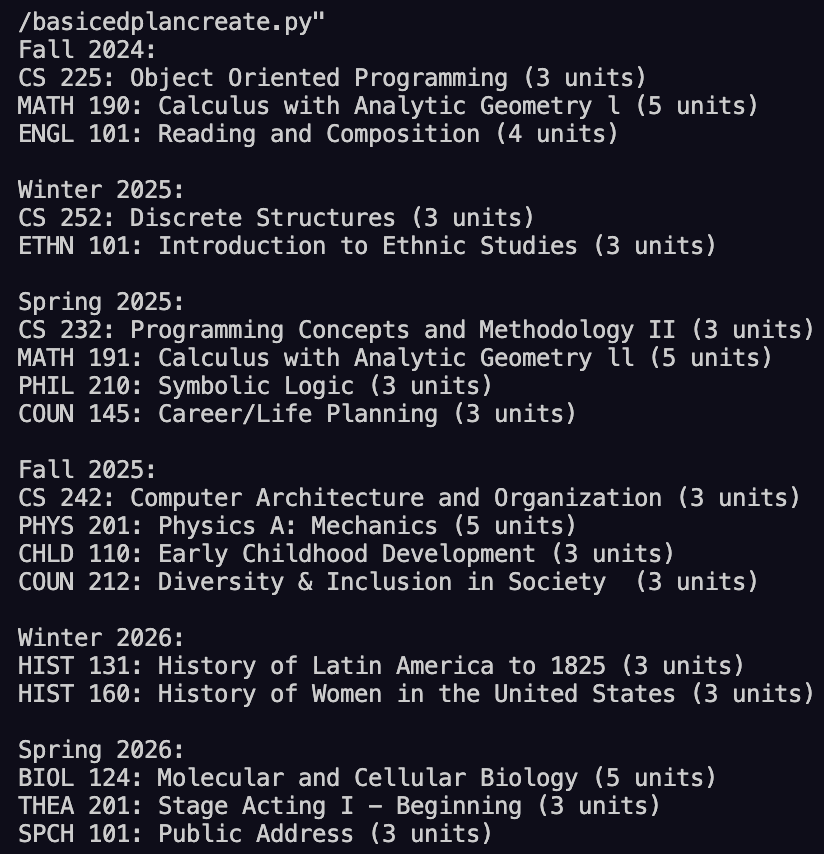 /basicedplancreate.py"
Fall 2024:
CS 225: Object Oriented Programming (3 units)
MATH 190: Calculus with Analytic Geometry l (5 units)
ENGL 101: Reading and Composition (4 units)

Winter 2025:
CS 252: Discrete Structures (3 units)
ETHN 101: Introduction to Ethnic Studies (3 units)

Spring 2025:
CS 232: Programming Concepts and Methodology II (3 units)
MATH 191: Calculus with Analytic Geometry ll (5 units)
PHIL 210: Symbolic Logic (3 units)
COUN 145: Career/Life Planning (3 units)

Fall 2025:
CS 242: Computer Architecture and Organization (3 units)
PHYS 201: Physics A: Mechanics (5 units)
CHLD 110: Early Childhood Development (3 units)
COUN 212: Diversity & Inclusion in Society  (3 units)

Winter 2026:
HIST 131: History of Latin America to 1825 (3 units)
HIST 160: History of Women in the United States (3 units)

Spring 2026:
BIOL 124: Molecular and Cellular Biology (5 units)
THEA 201: Stage Acting I – Beginning (3 units)
SPCH 101: Public Address (3 units)